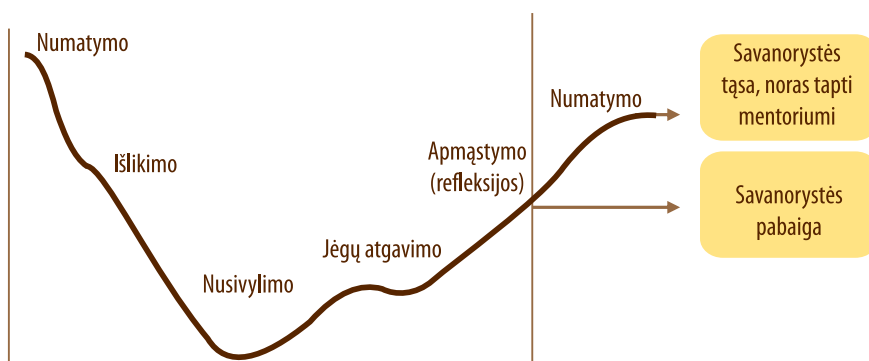 Numatymo
Išlikimo
Nusivylimo
Jėgų atgavimo
Apmąstymo
(refleksijos)
Numatymo
Savanorystės
tąsa, noras tapti
mentoriumi
Savanorystės
pabaiga